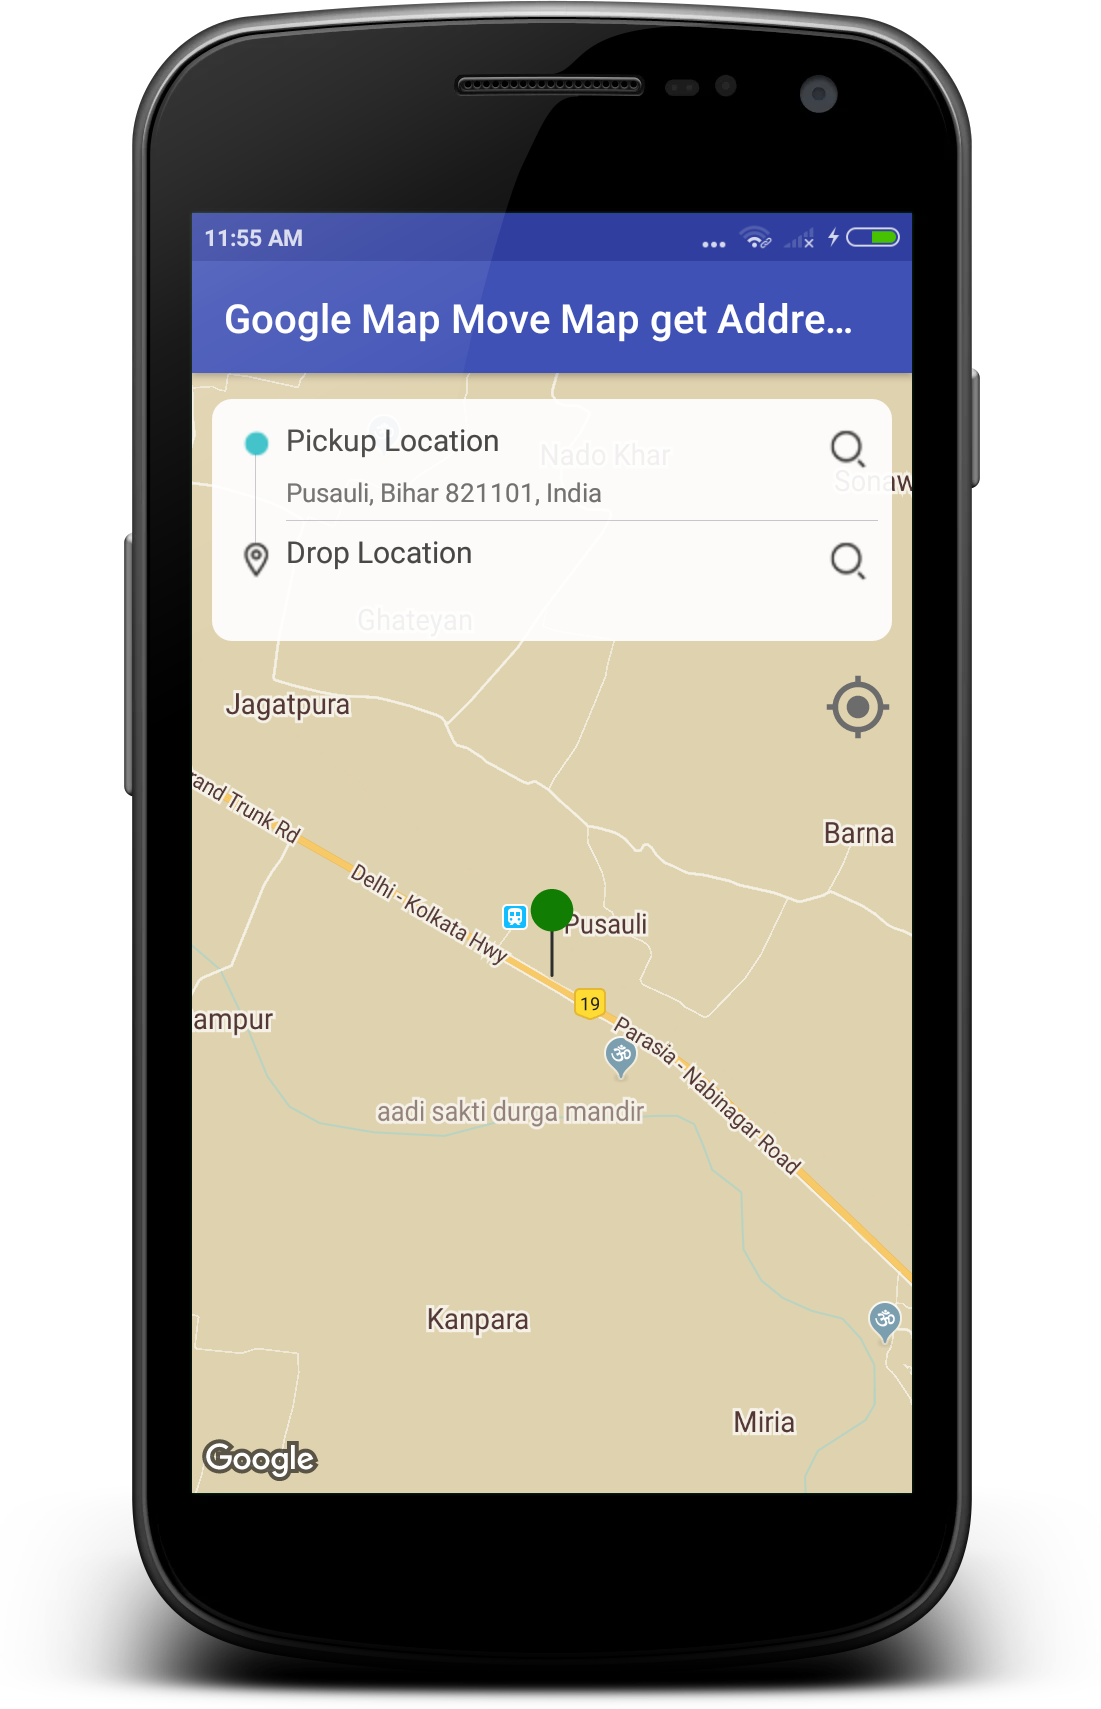 11:55 AM
Google Map Move Map get Addre...
Pickup Location
Nado Khar
Pusauli, Bihar 821101, India
Drop Location
Ghateyan
Jagatpura
rand Trunk Rd
Barna
Delhi - Kolkata Hwy
Pusauli
19
ampur
Parasia - Nabinagar Road
ॐ
aadi sakti durga mandir
Kanpara
ॐ
Miria
Google